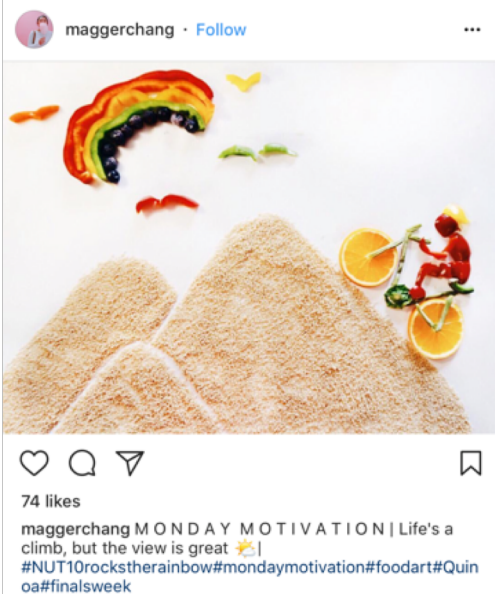 maggerchang · Follow
74 likes
maggerchang M O N D A Y  M O T I V A T I O N | Life's a
climb, but the view is great 🌤️|
#NUT10rockstherainbow#mondaymotivation#foodart#Quin
oa#finalsweek